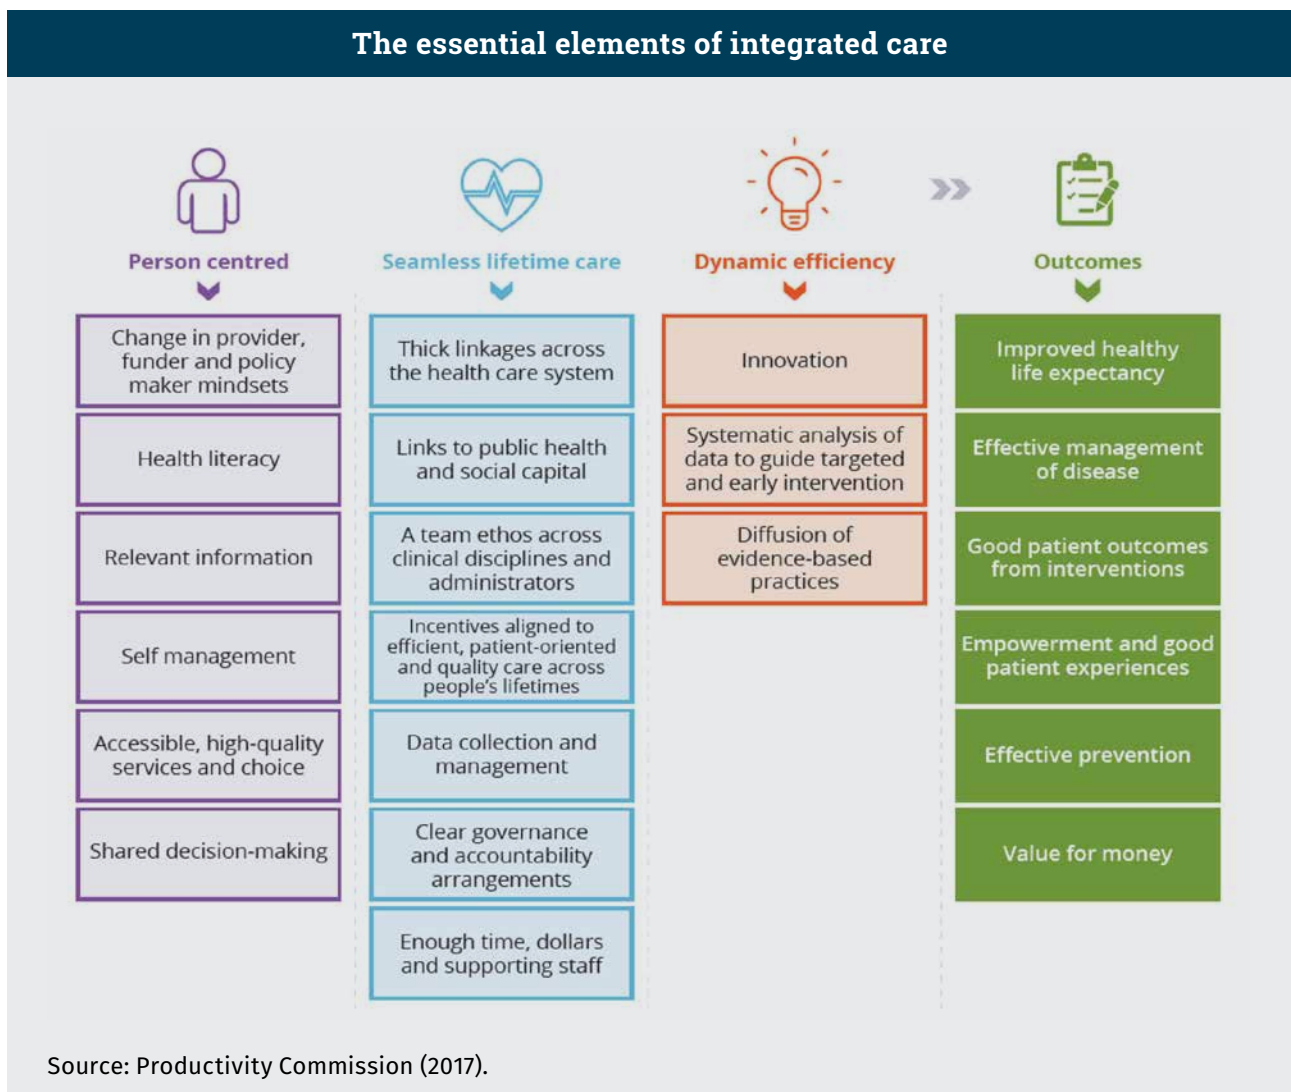 The essential elements of integrated care
Person centred
Change in provider,
funder and policy
maker mindsets
Health literacy
Relevant information
Self management
Accessible, high-quality
services and choice
Shared decision-making
Seamless lifetime care
Thick linkages across
the health care system
Links to public health
and social capital
A team ethos across
clinical disciplines and
administrators
Incentives aligned to
efficient, patient-oriented
and quality care across
people's lifetimes
Data collection and
management
Clear governance
and accountability
arrangements
Enough time, dollars
and supporting staff
Dynamic efficiency
Innovation
Systematic analysis of
data to guide targeted
and early intervention
Diffusion of
evidence-based
practices
Outcomes
Improved healthy
life expectancy
Effective management
of disease
Good patient outcomes
from interventions
Empowerment and good
patient experiences
Effective prevention
Value for money
Source: Productivity Commission (2017).